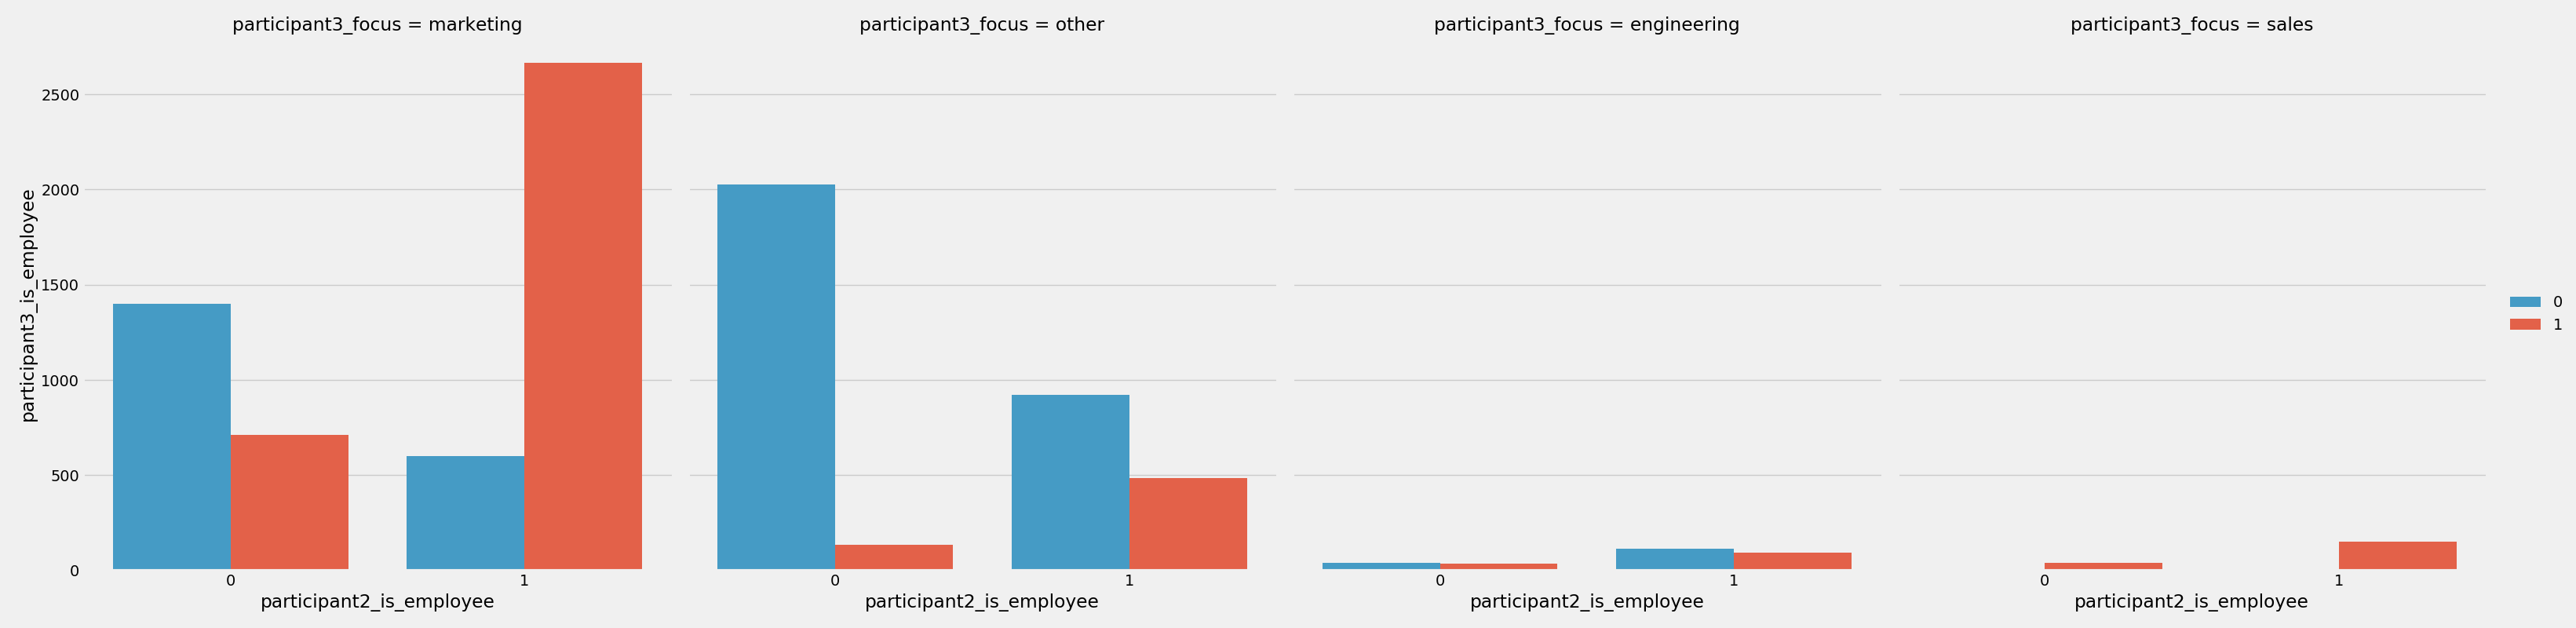 participant3_focus = marketing
participant3_focus = other
participant3_focus = engineering
participant3_focus = sales
participant3_is_employee
2500
2000
1500
1000
500
0
0 1
0 1
0 1
0 1
participant2_is_employee
participant2_is_employee
participant2_is_employee
participant2_is_employee
0
1